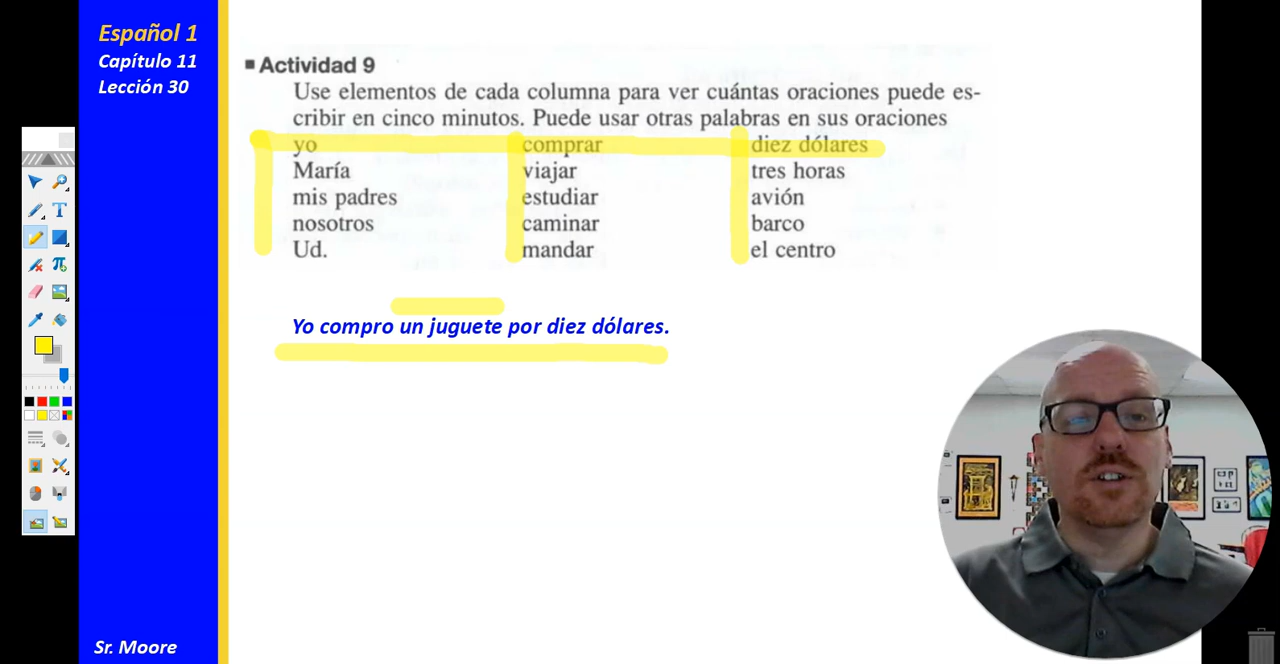 Español 1
Capítulo 11
Lección 30
■ Actividad 9
Use elementos de cada columna para ver cuántas oraciones puede es-
cribir en cinco minutos. Puede usar otras palabras en sus oraciones
yo comprar diez dólares
María viajar tres horas
mis padres estudiar avión
nosotros caminar barco
Ud. mandar el centro
Yo compro un juguete por diez dólares.
Sr. Moore